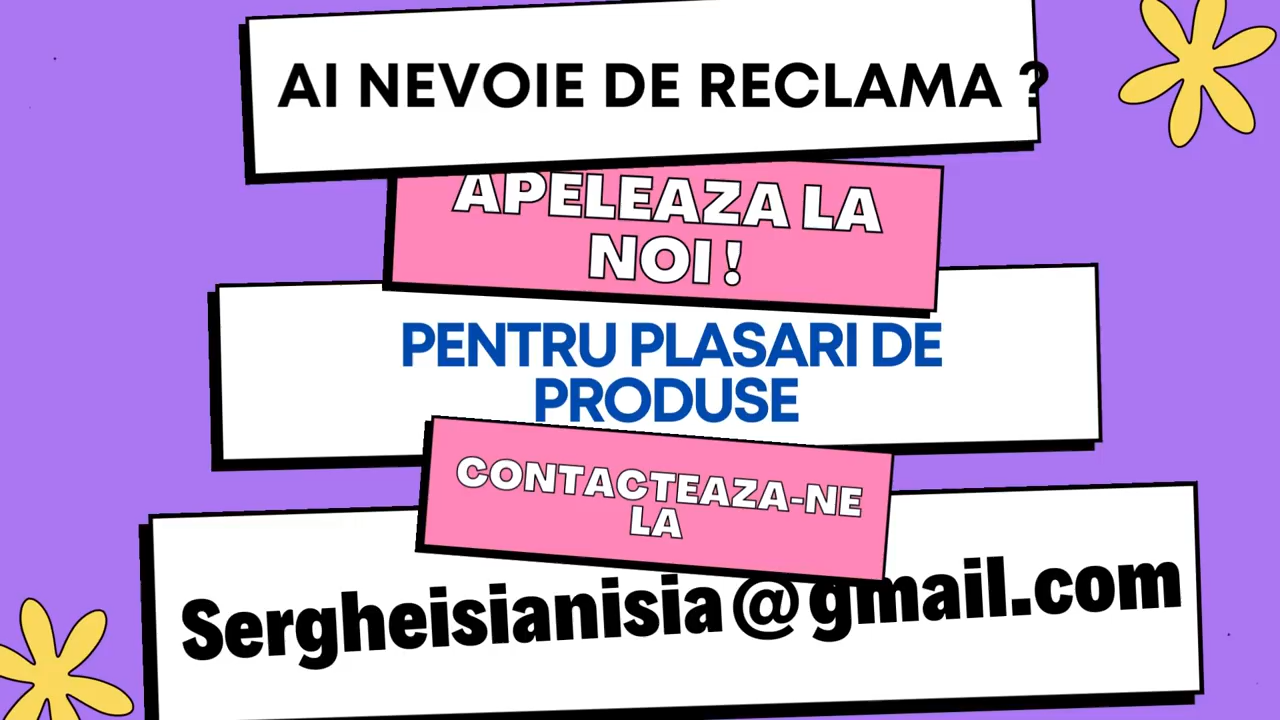 AI NEVOIE DE RECLAMA ?
APELEAZA LA
NOI !
PENTRU PLASARI DE
PRODUSE
CONTACTEAZA-NE
LA
Sergheisianisia@gmail.com